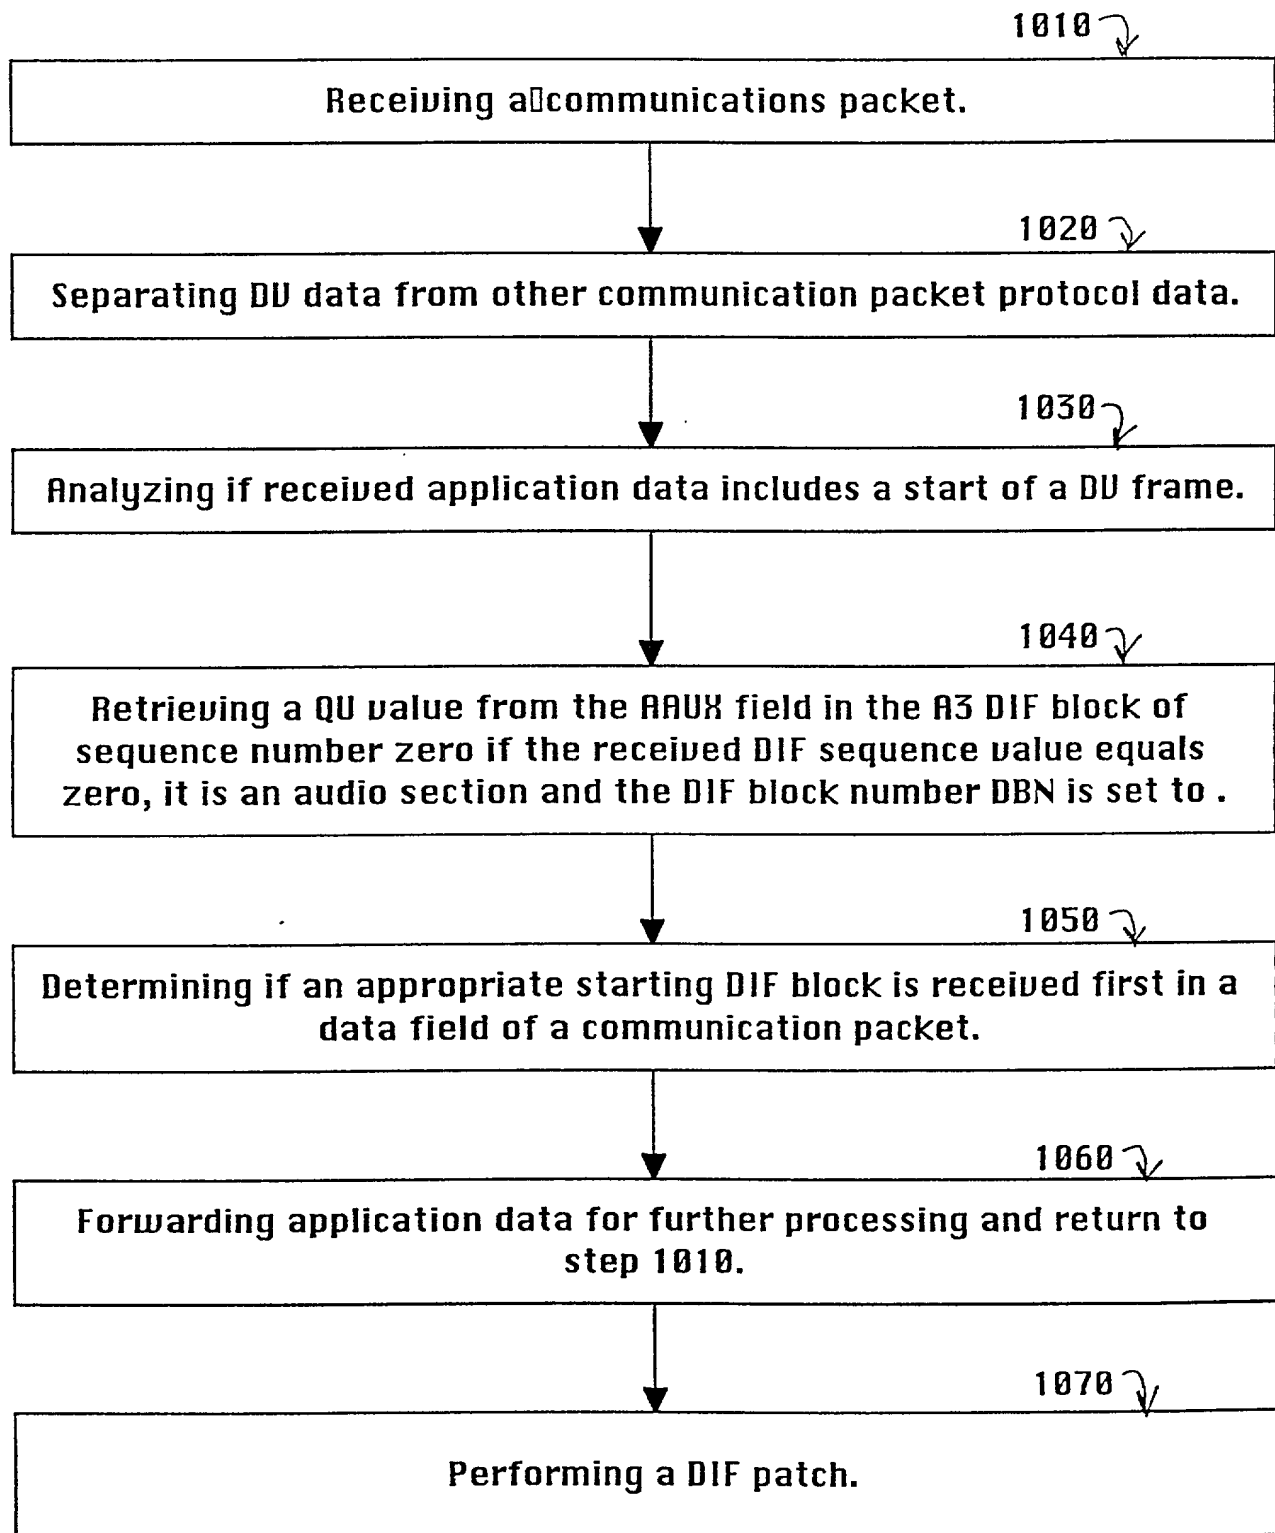 1010
Receiving a▯communications packet.
1020
Separating DV data from other communication packet protocol data.
1030
Analyzing if received application data includes a start of a DV frame.
1040
Retrieving a QU value from the AAUX field in the A3 DIF block of
sequence number zero if the received DIF sequence value equals
zero, it is an audio section and the DIF block number DBN is set to .
1050
Determining if an appropriate starting DIF block is received first in a
data field of a communication packet.
1060
Forwarding application data for further processing and return to
step 1010.
1070
Performing a DIF patch.